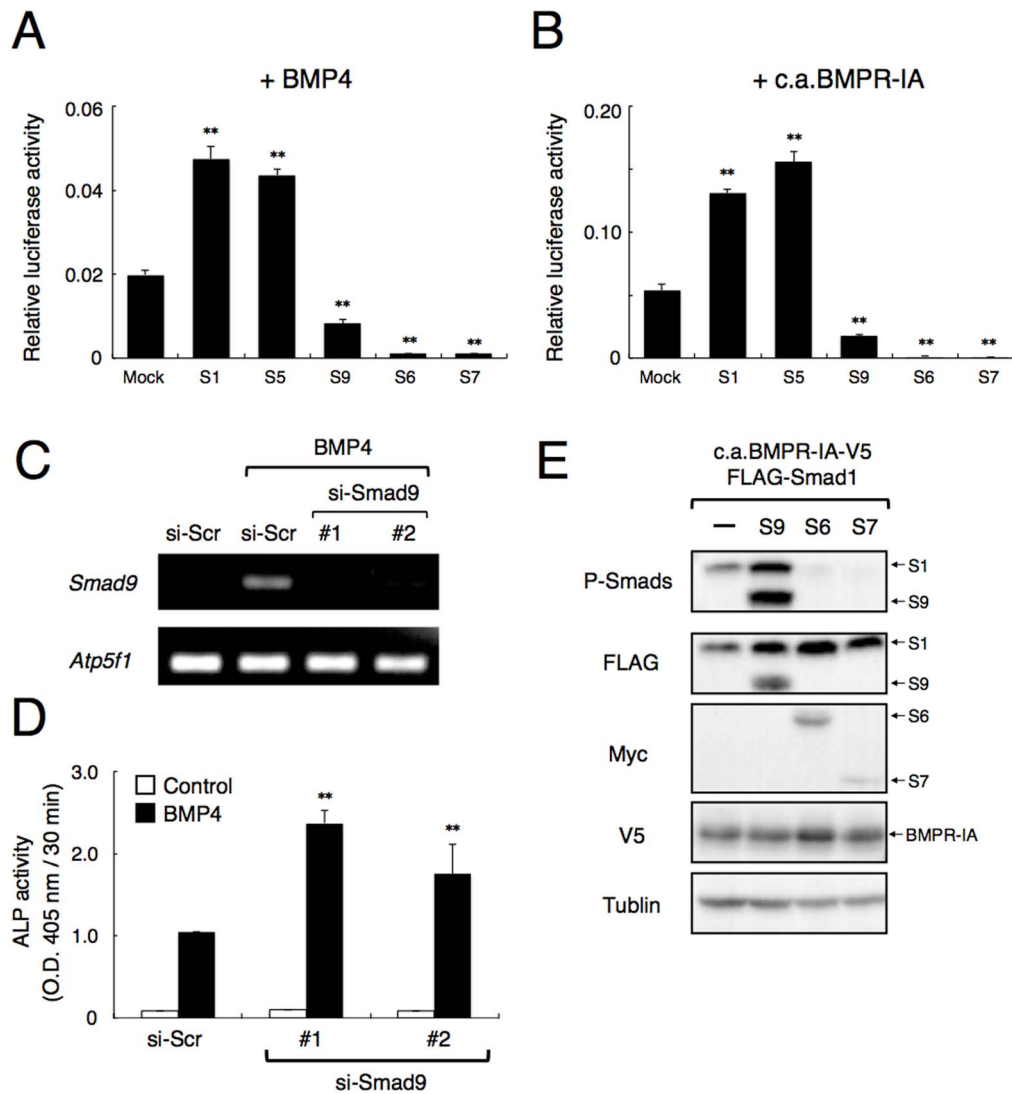 A
+ BMP4
Relative luciferase activity
0.06
0.04
0.02
0
**
**
**
**
**
Mock S1 S5 S9 S6 S7
B
+ c.a.BMPR-IA
Relative luciferase activity
0.20
0.10
0
**
**
**
**
**
Mock S1 S5 S9 S6 S7
C
BMP4
si-Smad9
si-Scr si-Scr #1 #2
Smad9
Atp5f1
D
ALP activity
(O.D. 405 nm / 30 min)
3.0
2.0
1.0
0
Control
BMP4
**
**
si-Scr #1 #2
si-Smad9
E
c.a.BMPR-IA-V5
FLAG-Smad1
— S9 S6 S7
P-Smads
S1
S9
FLAG
S1
S9
Myc
S6
S7
V5
BMPR-IA
Tublin